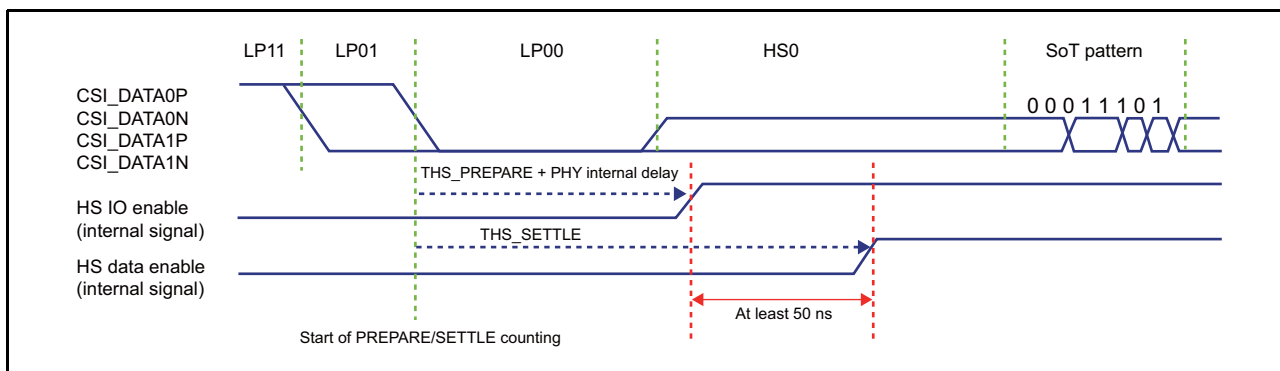 LP11 LP01 LP00 HS0 SoT pattern
CSI_DATA0P
CSI_DATA0N
CSI_DATA1P
CSI_DATA1N
0 0 0 1 1 1 0 1
THS_PREPARE + PHY internal delay
HS IO enable
(internal signal)
THS_SETTLE
HS data enable
(internal signal)
At least 50 ns
Start of PREPARE/SETTLE counting